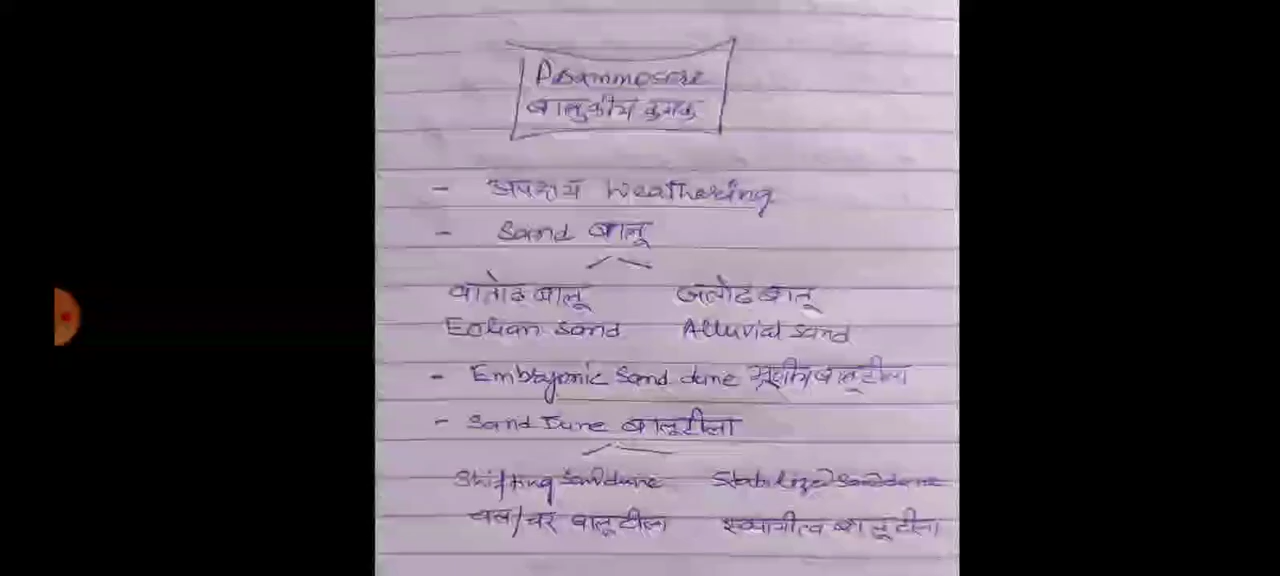 Psammosere
बालुकीय क्रमक
- अपक्षय Weathering
- Sand बालू
वातोढ बालू जलोढ बालू
Eolian Sand Alluvial Sand
- Embryonic Sand dune भ्रूणीय बालू टीला
- Sand Dune बालू टीला
Shifting Sand dune Stabilized Sand dune
चल/चर बालू टीला बालू टीला